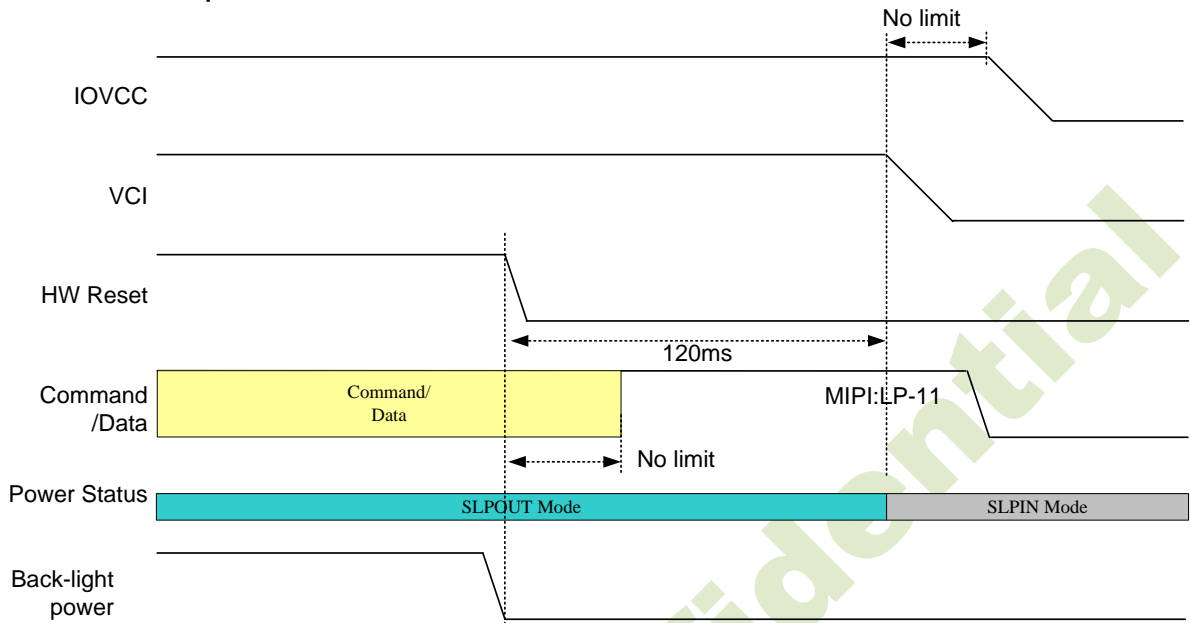 No limit
IOVCC
VCI
HW Reset
120ms
Command
/Data
Command/
Data
MIPI:LP-11
No limit
Power Status
SLPOUT Mode
SLPIN Mode
Back-light
power